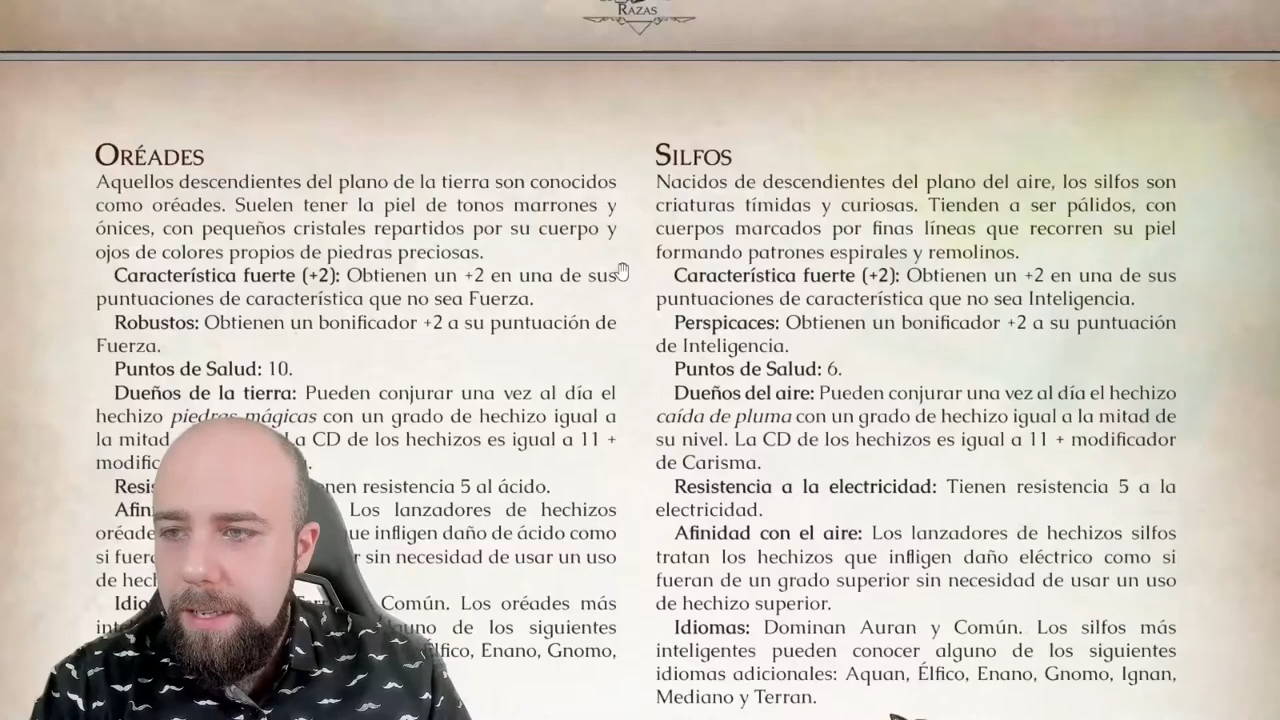 RAZAS
ORÉADES
Aquellos descendientes del plano de la tierra son conocidos
como oréades. Suelen tener la piel de tonos marrones y
ónices, con pequeños cristales repartidos por su cuerpo y
ojos de colores propios de piedras preciosas.
Característica fuerte (+2): Obtienen un +2 en una de sus
puntuaciones de característica que no sea Fuerza.
Robustos: Obtienen un bonificador +2 a su puntuación de
Fuerza.
Puntos de Salud: 10.
Dueños de la tierra: Pueden conjurar una vez al día el
hechizo piedras mágicas con un grado de hechizo igual a
la mitad La CD de los hechizos es igual a 11 +
resistencia 5 al ácido.
Los lanzadores de hechizos
que infligen daño de ácido como
si sin necesidad de usar un uso
de
Común. Los oréades más
de los siguientes
Élfico, Enano, Gnomo,
SILFOS
Nacidos de descendientes del plano del aire, los silfos son
criaturas tímidas y curiosas. Tienden a ser pálidos, con
cuerpos marcados por finas líneas que recorren su piel
formando patrones espirales y remolinos.
Característica fuerte (+2): Obtienen un +2 en una de sus
puntuaciones de característica que no sea Inteligencia.
Perspicaces: Obtienen un bonificador +2 a su puntuación
de Inteligencia.
Puntos de Salud: 6.
Dueños del aire: Pueden conjurar una vez al día el hechizo
caída de pluma con un grado de hechizo igual a la mitad de
su nivel. La CD de los hechizos es igual a 11 + modificador
de Carisma.
Resistencia a la electricidad: Tienen resistencia 5 a la
electricidad.
Afinidad con el aire: Los lanzadores de hechizos silfos
tratan los hechizos que infligen daño eléctrico como si
fueran de un grado superior sin necesidad de usar un uso
de hechizo superior.
Idiomas: Dominan Auran y Común. Los silfos más
inteligentes pueden conocer alguno de los siguientes
idiomas adicionales: Aquan, Élfico, Enano, Gnomo, Ignan,
Mediano y Terran.